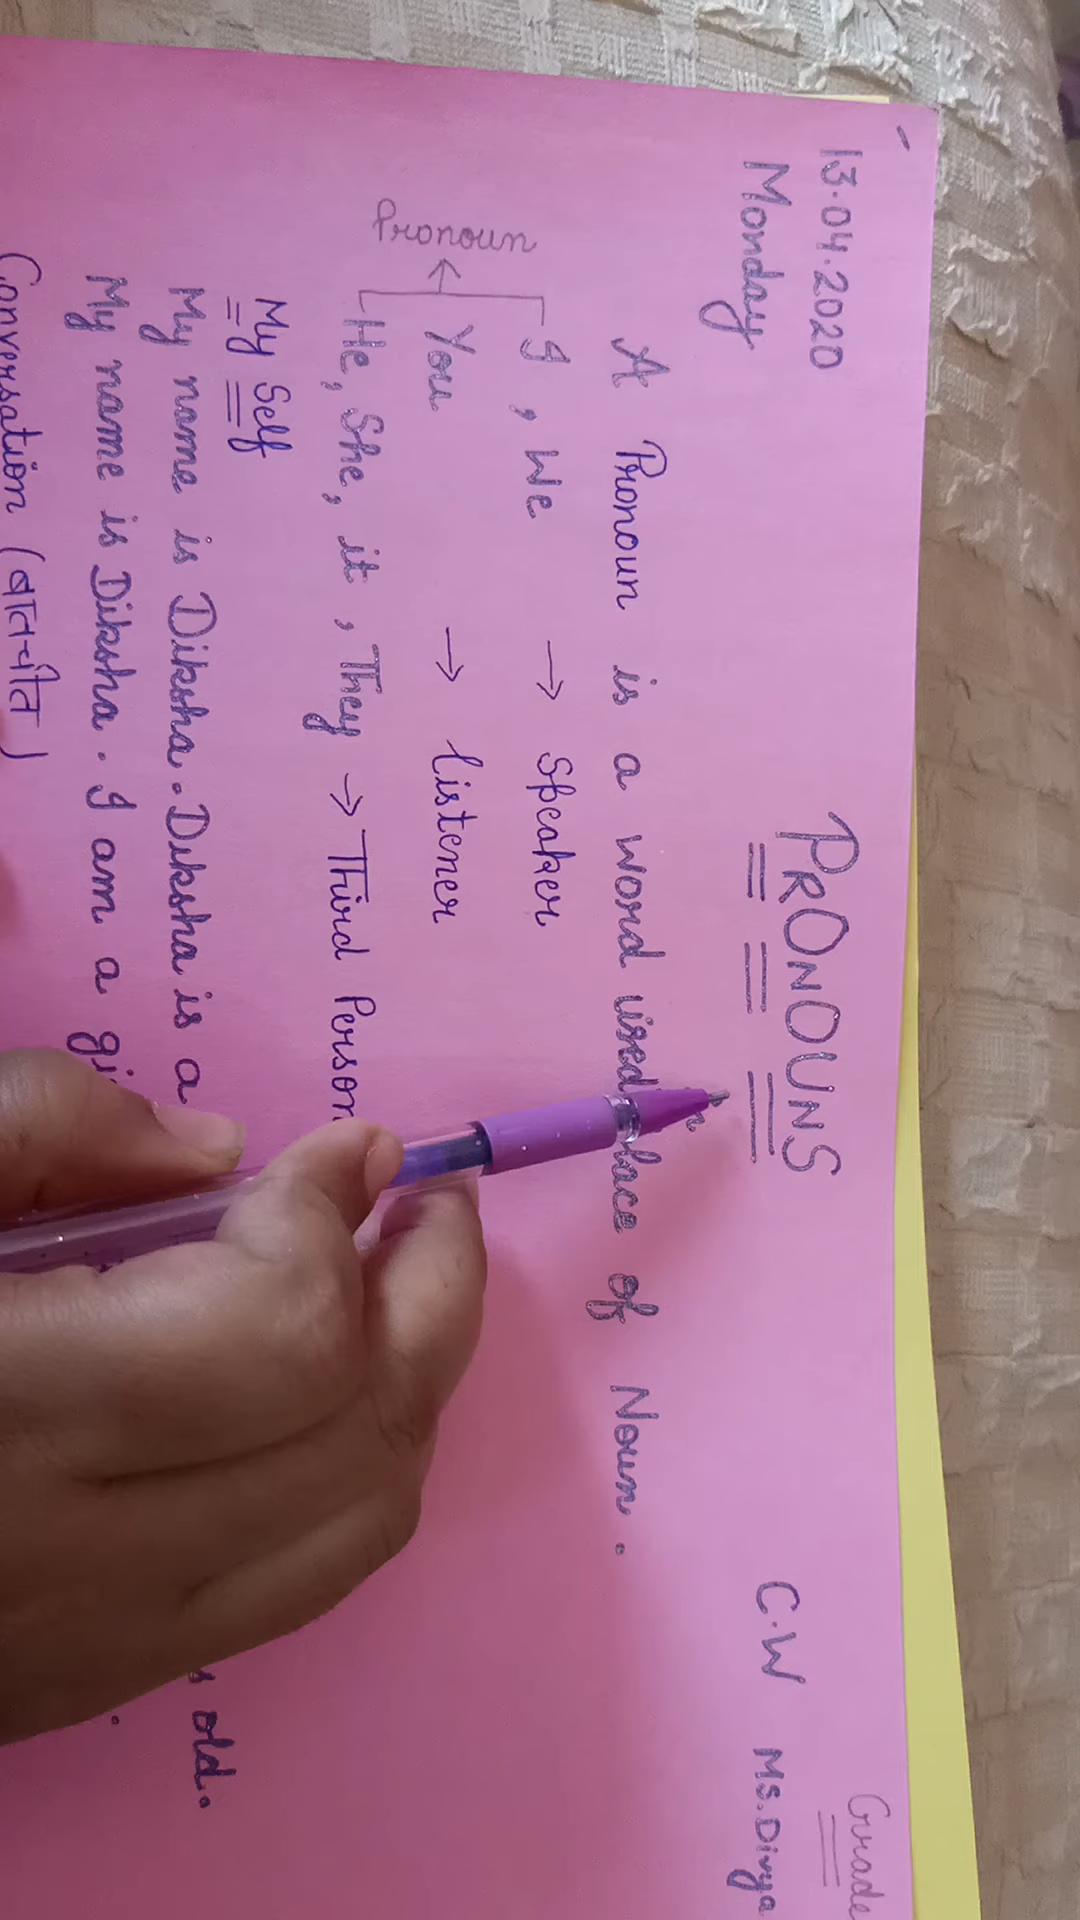 Grade
13.04.2020
PRONOUNS
Monday
C.W Ms. Divya
A Pronoun is a word used in place of Noun.
I, We → Speaker
Pronoun
You → listener
He, She, it, They → Third Person
My Self
My name is Diksha. Diksha is a
old.
My name is Diksha. I am a
Conversation (बातचीत)